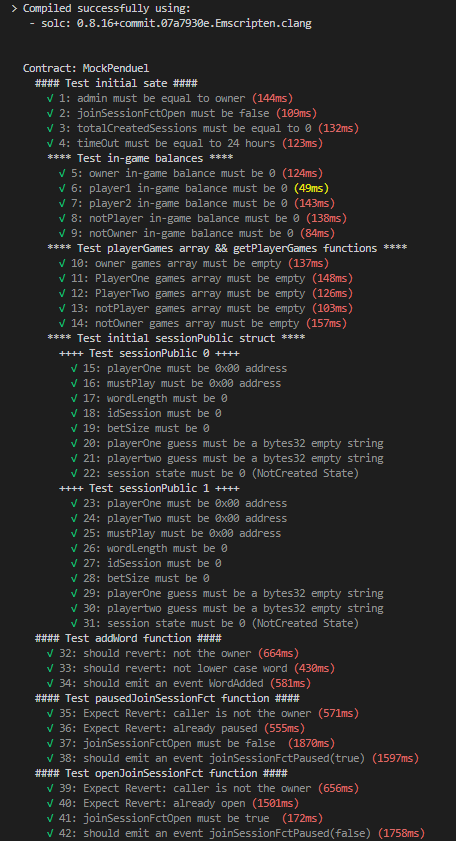 > Compiled successfully using:
- solc: 0.8.16+commit.07a7930e.Emscripten.clang
Contract: MockPenduel
#### Test initial sate ####
√ 1: admin must be equal to owner (144ms)
√ 2: joinSessionFctOpen must be false (109ms)
√ 3: totalCreatedSessions must be equal to 0 (132ms)
√ 4: timeOut must be equal to 24 hours (123ms)
**** Test in-game balances ****
√ 5: owner in-game balance must be 0 (124ms)
√ 6: player1 in-game balance must be 0 (49ms)
√ 7: player2 in-game balance must be 0 (143ms)
√ 8: notPlayer in-game balance must be 0 (138ms)
√ 9: notOwner in-game balance must be 0 (84ms)
**** Test playerGames array && getPlayerGames functions ****
√ 10: owner games array must be empty (137ms)
√ 11: PlayerOne games array must be empty (148ms)
√ 12: PlayerTwo games array must be empty (126ms)
√ 13: notPlayer games array must be empty (103ms)
√ 14: notOwner games array must be empty (157ms)
**** Test initial sessionPublic struct ****
++++ Test sessionPublic 0 ++++
√ 15: playerOne must be 0x00 address
√ 16: mustPlay must be 0x00 address
√ 17: wordLength must be 0
√ 18: idSession must be 0
√ 19: betSize must be 0
√ 20: playerOne guess must be a bytes32 empty string
√ 21: playertwo guess must be a bytes32 empty string
√ 22: session state must be 0 (NotCreated State)
++++ Test sessionPublic 1 ++++
√ 23: playerOne must be 0x00 address
√ 24: playerTwo must be 0x00 address
√ 25: mustPlay must be 0x00 address
√ 26: wordLength must be 0
√ 27: idSession must be 0
√ 28: betSize must be 0
√ 29: playerOne guess must be a bytes32 empty string
√ 30: playertwo guess must be a bytes32 empty string
√ 31: session state must be 0 (NotCreated State)
#### Test addWord function ####
√ 32: should revert: not the owner (664ms)
√ 33: should revert: not lower case word (430ms)
√ 34: should emit an event WordAdded (581ms)
#### Test pausedJoinSessionFct function ####
√ 35: Expect Revert: caller is not the owner (571ms)
√ 36: Expect Revert: already paused (555ms)
√ 37: joinSessionFctOpen must be false  (1870ms)
√ 38: should emit an event joinSessionFctPaused(true) (1597ms)
#### Test openJoinSessionFct function ####
√ 39: Expect Revert: caller is not the owner (656ms)
√ 40: Expect Revert: already open (1501ms)
√ 41: joinSessionFctOpen must be true  (172ms)
√ 42: should emit an event joinSessionFctPaused(false) (1758ms)